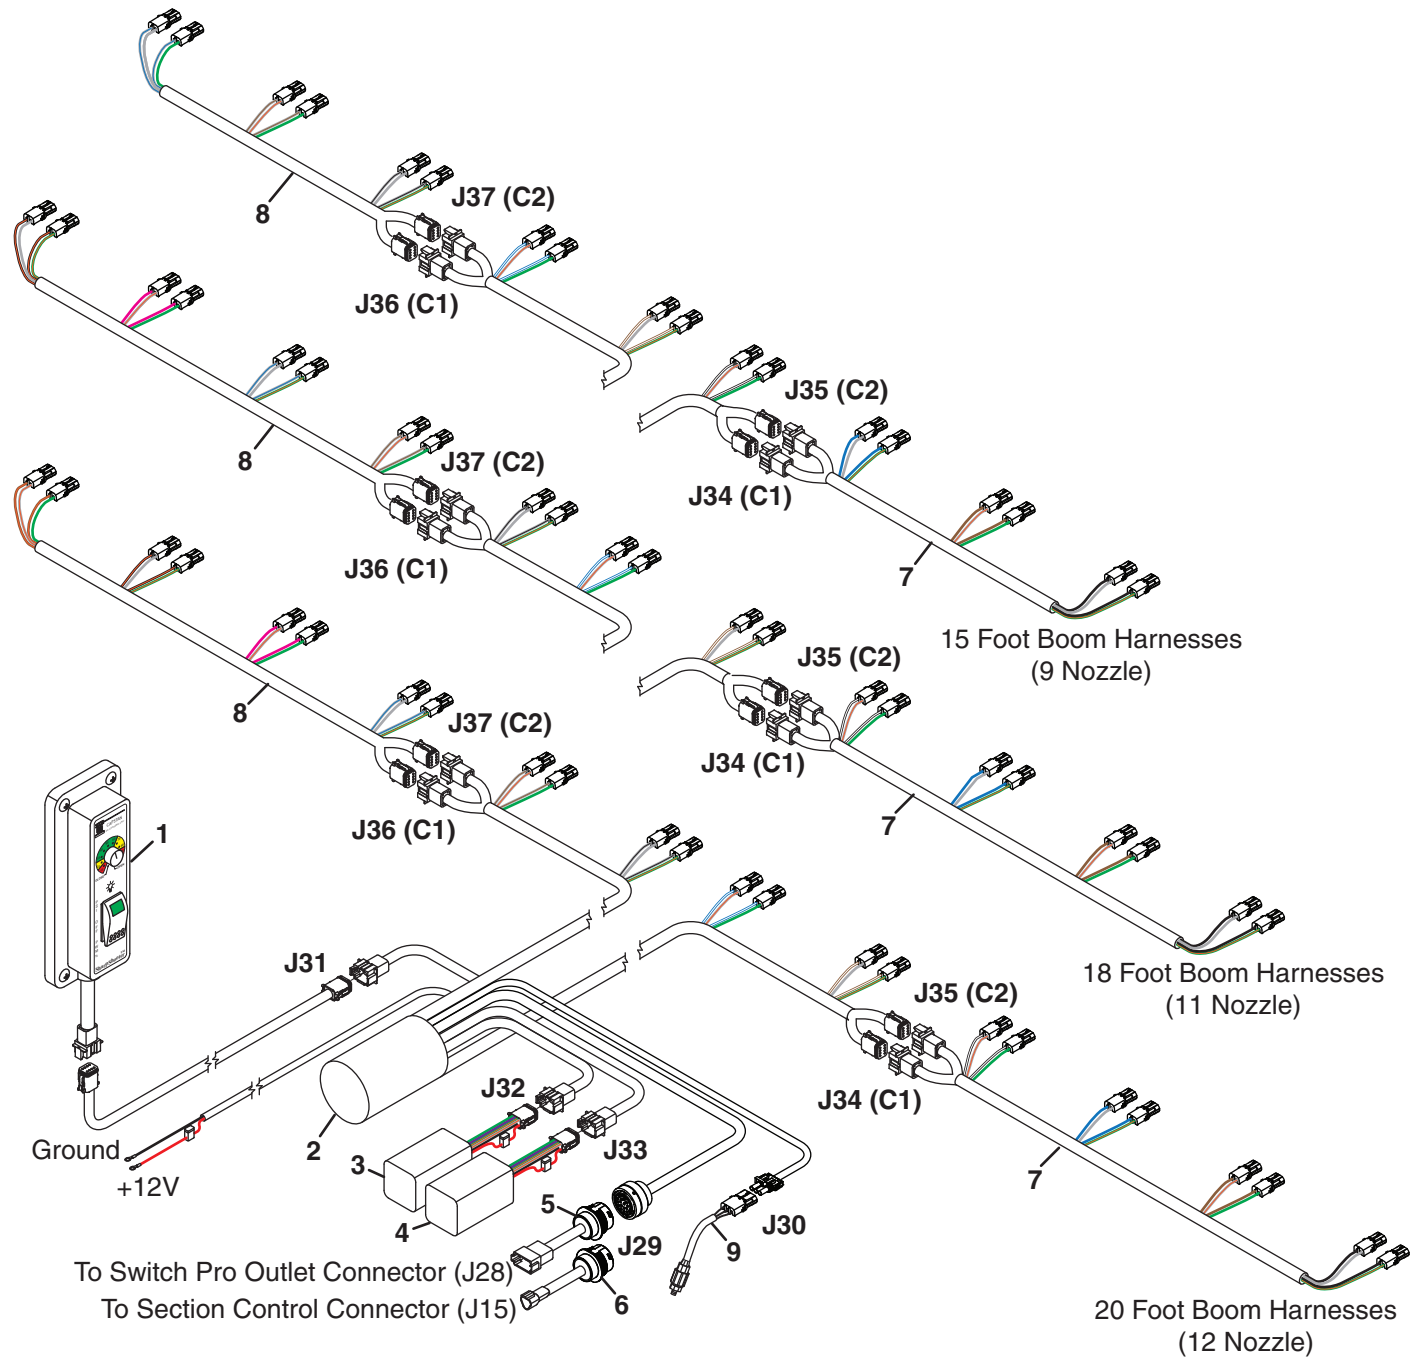 J37 (C2)
8
J36 (C1)
J35 (C2)
J37 (C2)
8
J34 (C1)
J36 (C1)
7
15 Foot Boom Harnesses
(9 Nozzle)
J35 (C2)
8
J37 (C2)
J34 (C1)
7
J36 (C1)
1
18 Foot Boom Harnesses
(11 Nozzle)
J31
J35 (C2)
J32
J34 (C1)
Ground
2
J33
3
+12V
7
5
4
J29
9
J30
To Switch Pro Outlet Connector (J28)
To Section Control Connector (J15)
6
20 Foot Boom Harnesses
(12 Nozzle)